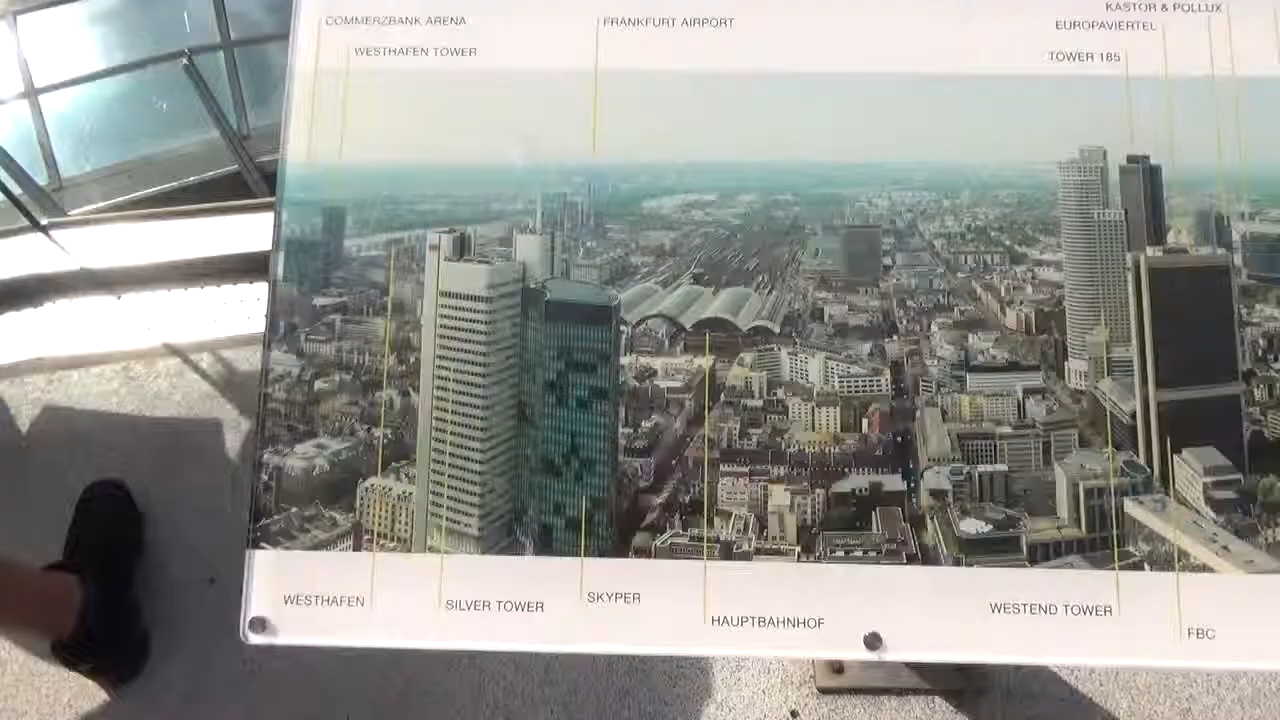 COMMERZBANK ARENA
WESTHAFEN TOWER
FRANKFURT AIRPORT
KASTOR & POLLUX
EUROPAVIERTEL
TOWER 185
WESTHAFEN
SILVER TOWER
SKYPER
HAUPTBAHNHOF
WESTEND TOWER
FBC